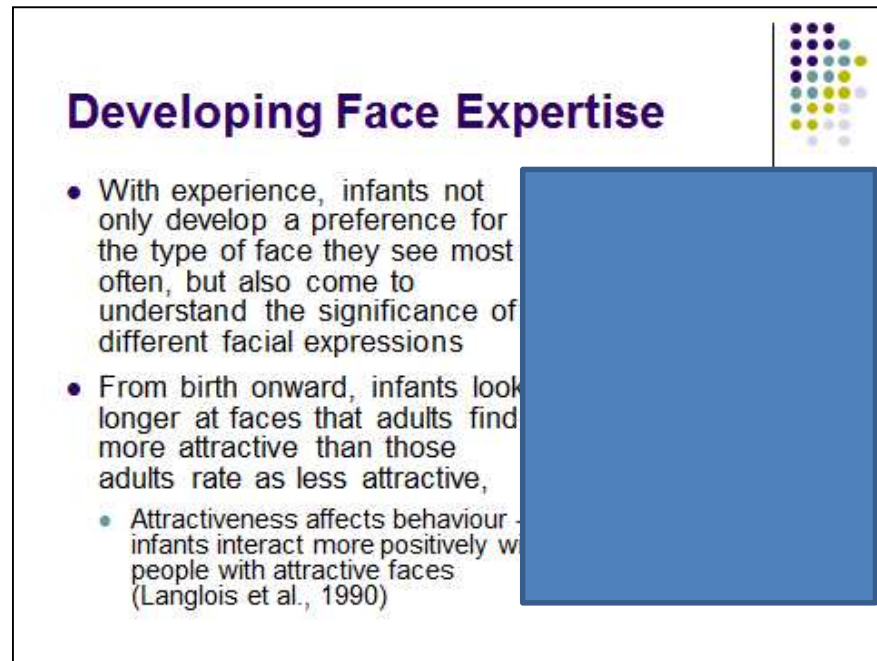 Developing Face Expertise
With experience, infants not
only develop a preference for
the type of face they see most
often, but also come to
understand the significance of
different facial expressions
From birth onward, infants look
longer at faces that adults find
more attractive than those
adults rate as less attractive,
Attractiveness affects behaviour -
infants interact more positively
people with attractive faces
(Langlois et al., 1990)